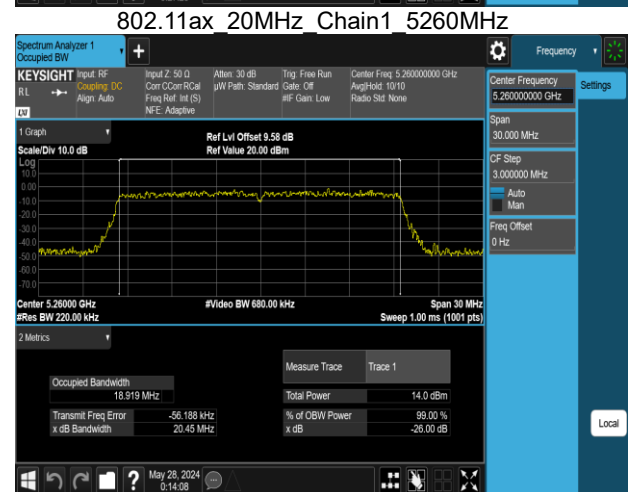 802.11ax_20MHz_Chain1_5260MHz
Spectrum Analyzer 1
Occupied BW
Frequency
KEYSIGHT
RL
Input: RF
Coupling: DC
Align: Auto
Input Z: 50 Ω
Corr CCorr RCal
Freq Ref: Int (S)
NFE: Adaptive
Atten: 30 dB
µW Path: Standard
Trig: Free Run
Gate: Off
#IF Gain: Low
Center Freq: 5.260000000 GHz
Avg|Hold: 10/10
Radio Std: None
Center Frequency
5.260000000 GHz
Settings
Span
30.000 MHz
CF Step
3.000000 MHz
Auto
Man
Freq Offset
0 Hz
1 Graph
Scale/Div 10.0 dB
Ref Lvl Offset 9.58 dB
Ref Value 20.00 dBm
Log
10.0
0.00
-10.0
-20.0
-30.0
-40.0
-50.0
-60.0
-70.0
Center 5.26000 GHz
#Video BW 680.00 kHz
Span 30 MHz
#Res BW 220.00 kHz
Sweep 1.00 ms (1001 pts)
2 Metrics
Measure Trace Trace 1
Occupied Bandwidth
18.919 MHz
Total Power 14.0 dBm
Transmit Freq Error -56.188 kHz
% of OBW Power 99.00 %
x dB Bandwidth 20.45 MHz
x dB -26.00 dB
Local
May 28, 2024
0:14:08